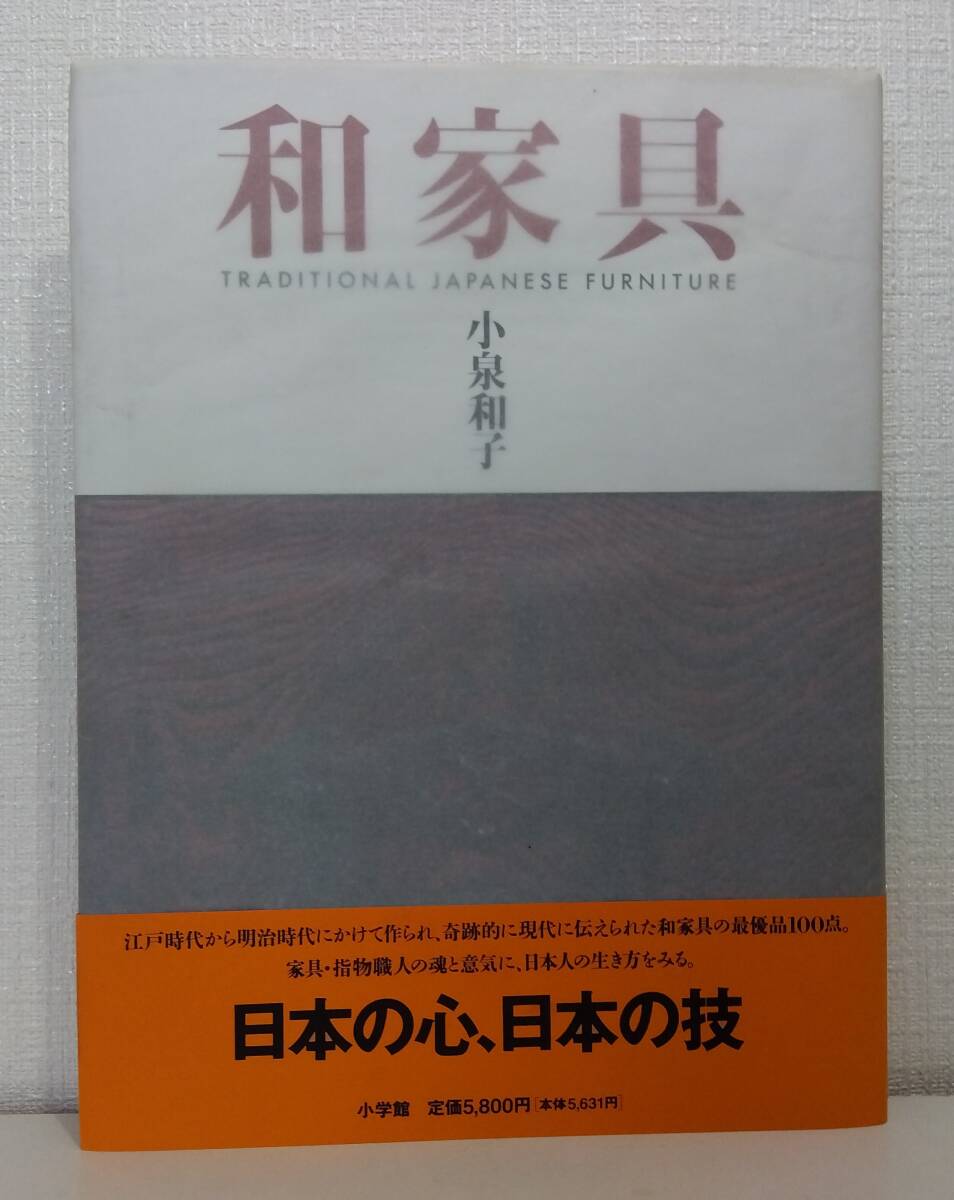 和家具
TRADITIONAL JAPANESE FURNITURE
小泉和子
江戸時代から明治時代にかけて作られ、奇跡的に現代に伝えられた和家具の最優品100点。
家具・指物職人の魂と意気に、日本人の生き方をみる。
日本の心、日本の技
小学館 定価5,800円[本体5,631円]